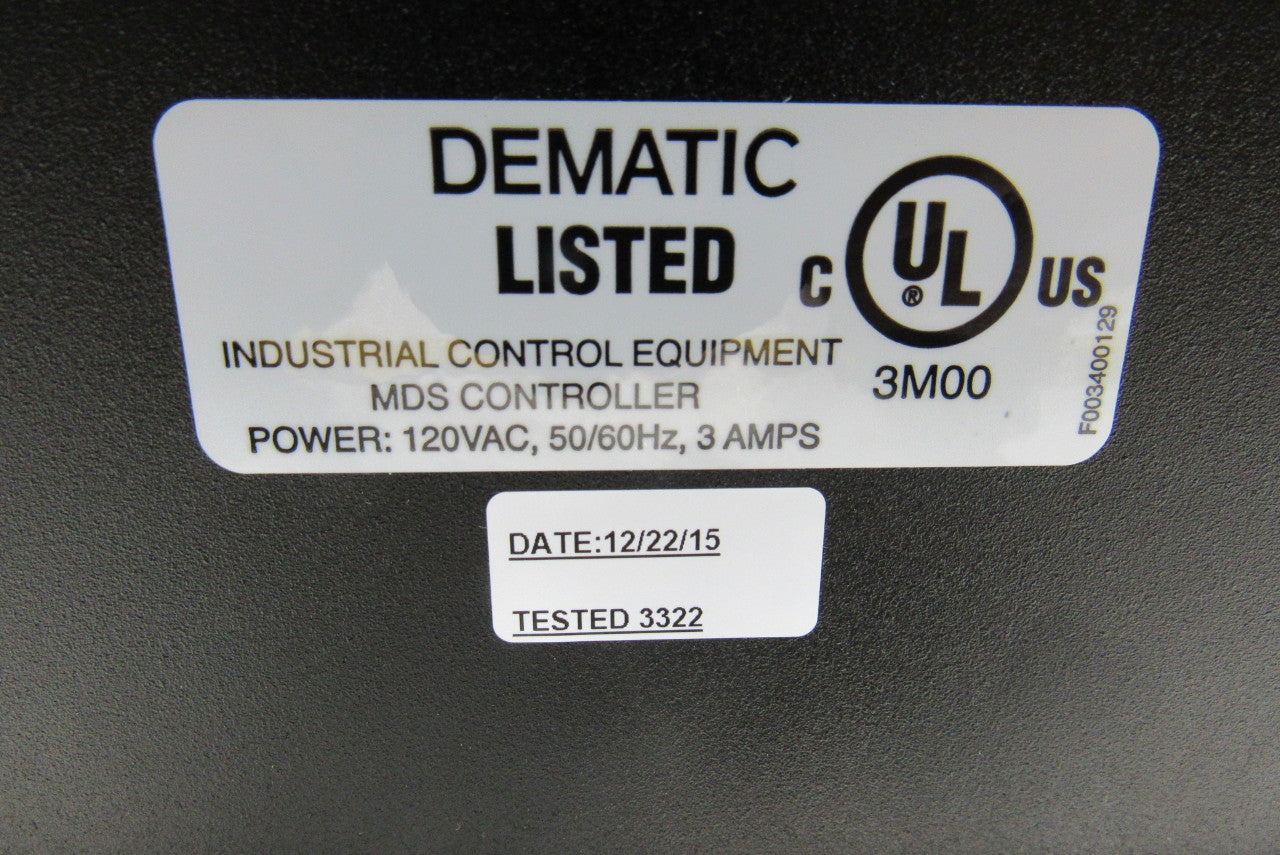 DEMATIC
LISTED
C UL® US
INDUSTRIAL CONTROL EQUIPMENT
MDS CONTROLLER
POWER: 120VAC, 50/60Hz, 3 AMPS
3M00
F003400129
DATE:12/22/15
TESTED 3322